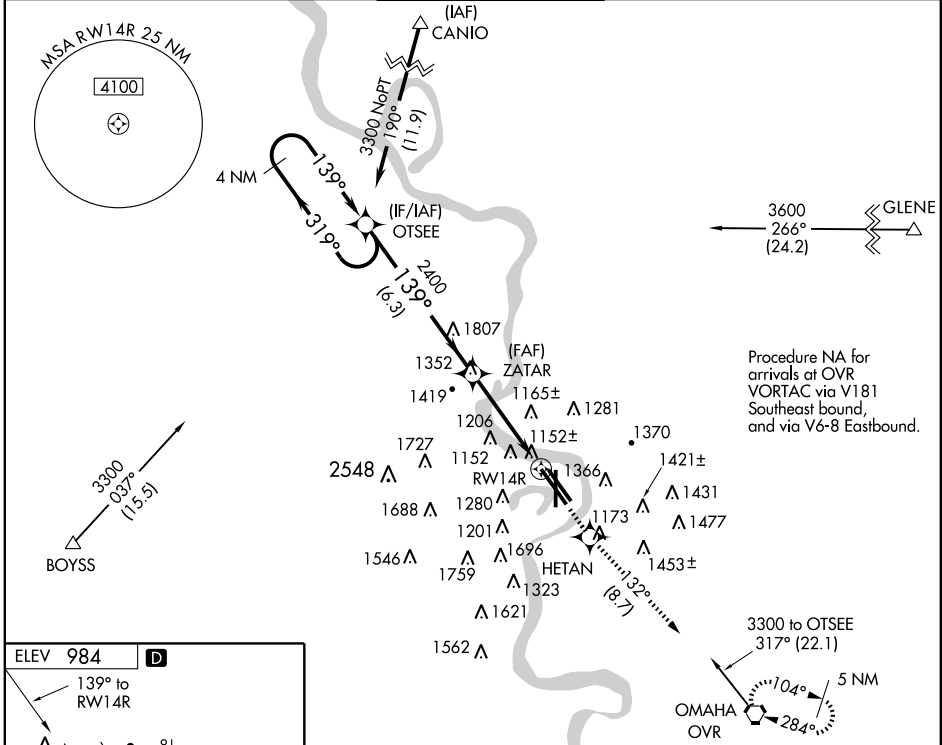 MSA RW14R 25 NM
4100
(IAF)
CANIO
3300 NoPT
190°
(11.9)
4 NM
139°
319°
(IF/IAF)
OTSEE
2400
139°
(6.3)
3600
266°
(24.2)
GLENE
1807
1352
(FAF)
ZATAR
1419
1165±
1281
Procedure NA for
arrivals at OVR
VORTAC via V181
Southeast bound,
and via V6-8 Eastbound.
1206
1152±
1370
1727
1152
1421±
2548
RW14R
1366
1431
1688
1280
1477
1201
1173
1546
1759
1696
1453±
HETAN
1323
1621
1562
3300
037°
(15.5)
BOYSS
132°
(8.7)
3300 to OTSEE
317° (22.1)
5 NM
104°
284°
OMAHA
OVR
ELEV 984
D
139° to
RW14R